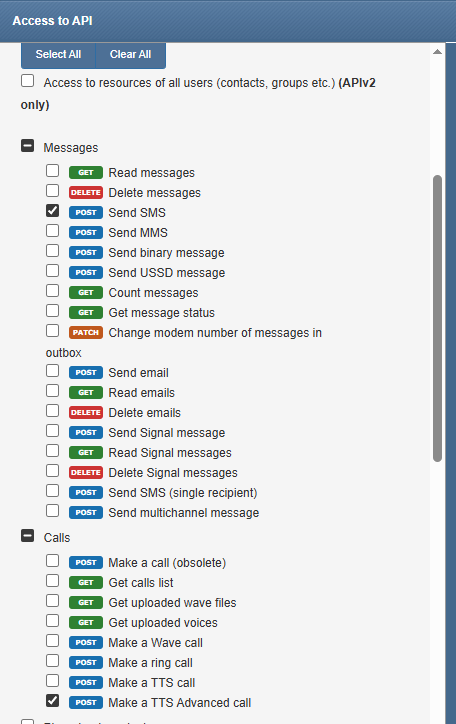 Access to API
Select All Clear All
Access to resources of all users (contacts, groups etc.) (APIv2
only)
Messages
GET Read messages
DELETE Delete messages
POST Send SMS
POST Send MMS
POST Send binary message
POST Send USSD message
GET Count messages
GET Get message status
PATCH Change modem number of messages in
outbox
POST Send email
GET Read emails
DELETE Delete emails
POST Send Signal message
GET Read Signal messages
DELETE Delete Signal messages
POST Send SMS (single recipient)
POST Send multichannel message
Calls
POST Make a call (obsolete)
GET Get calls list
GET Get uploaded wave files
GET Get uploaded voices
POST Make a Wave call
POST Make a ring call
POST Make a TTS call
POST Make a TTS Advanced call